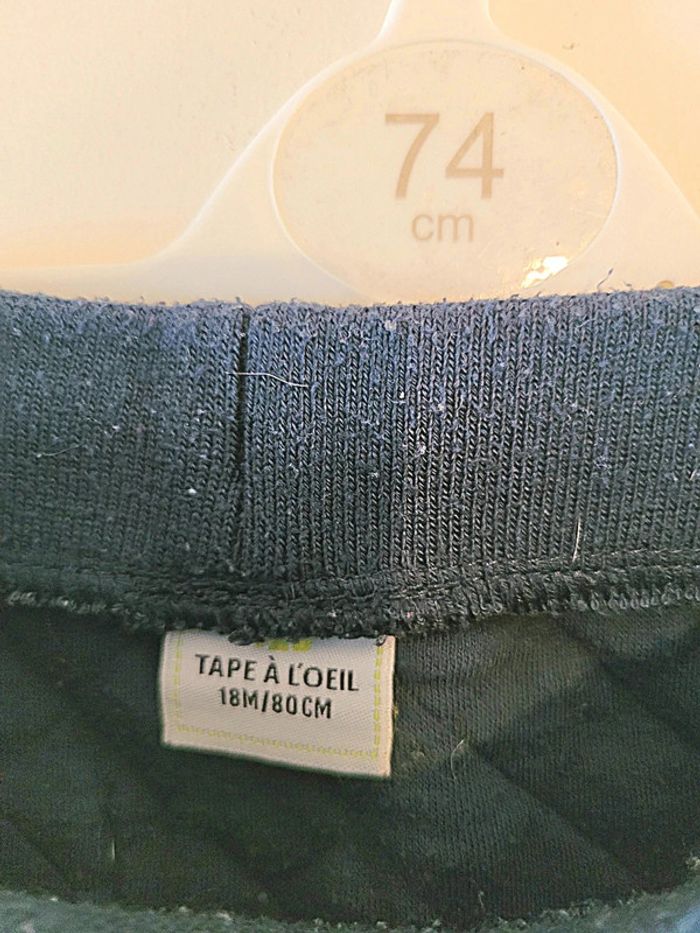 74
cm
TAPE À L'OEIL
18M/80CM